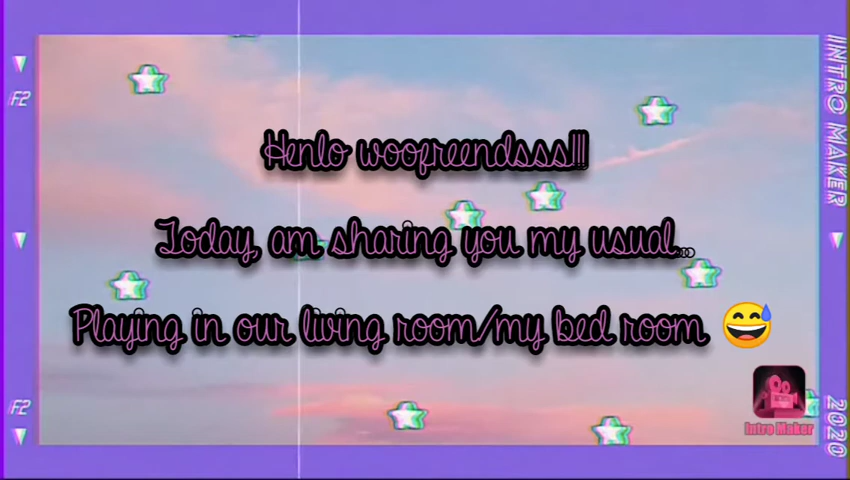 IINTRO MAKER
F2
Henlo woofreendsss!!!
Today, am sharing you my usual...
Playing in our living room/my bed room 😅
F2
Intro Maker
2020